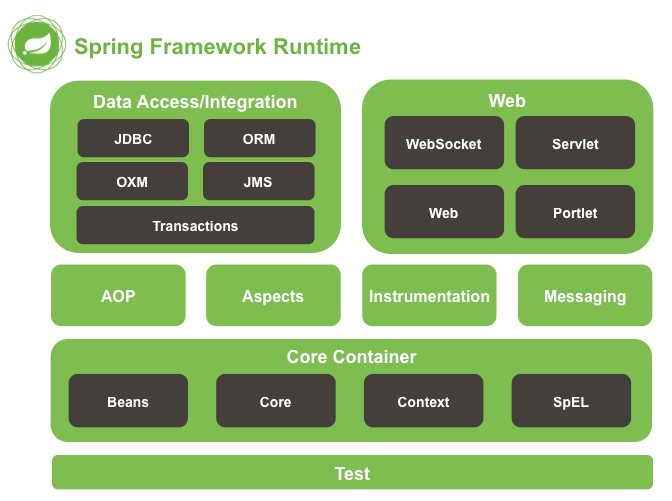 Spring Framework Runtime
Data Access/Integration
JDBC
ORM
OXM
JMS
Transactions
Web
WebSocket
Servlet
Web
Portlet
AOP
Aspects
Instrumentation
Messaging
Core Container
Beans
Core
Context
SpEL
Test